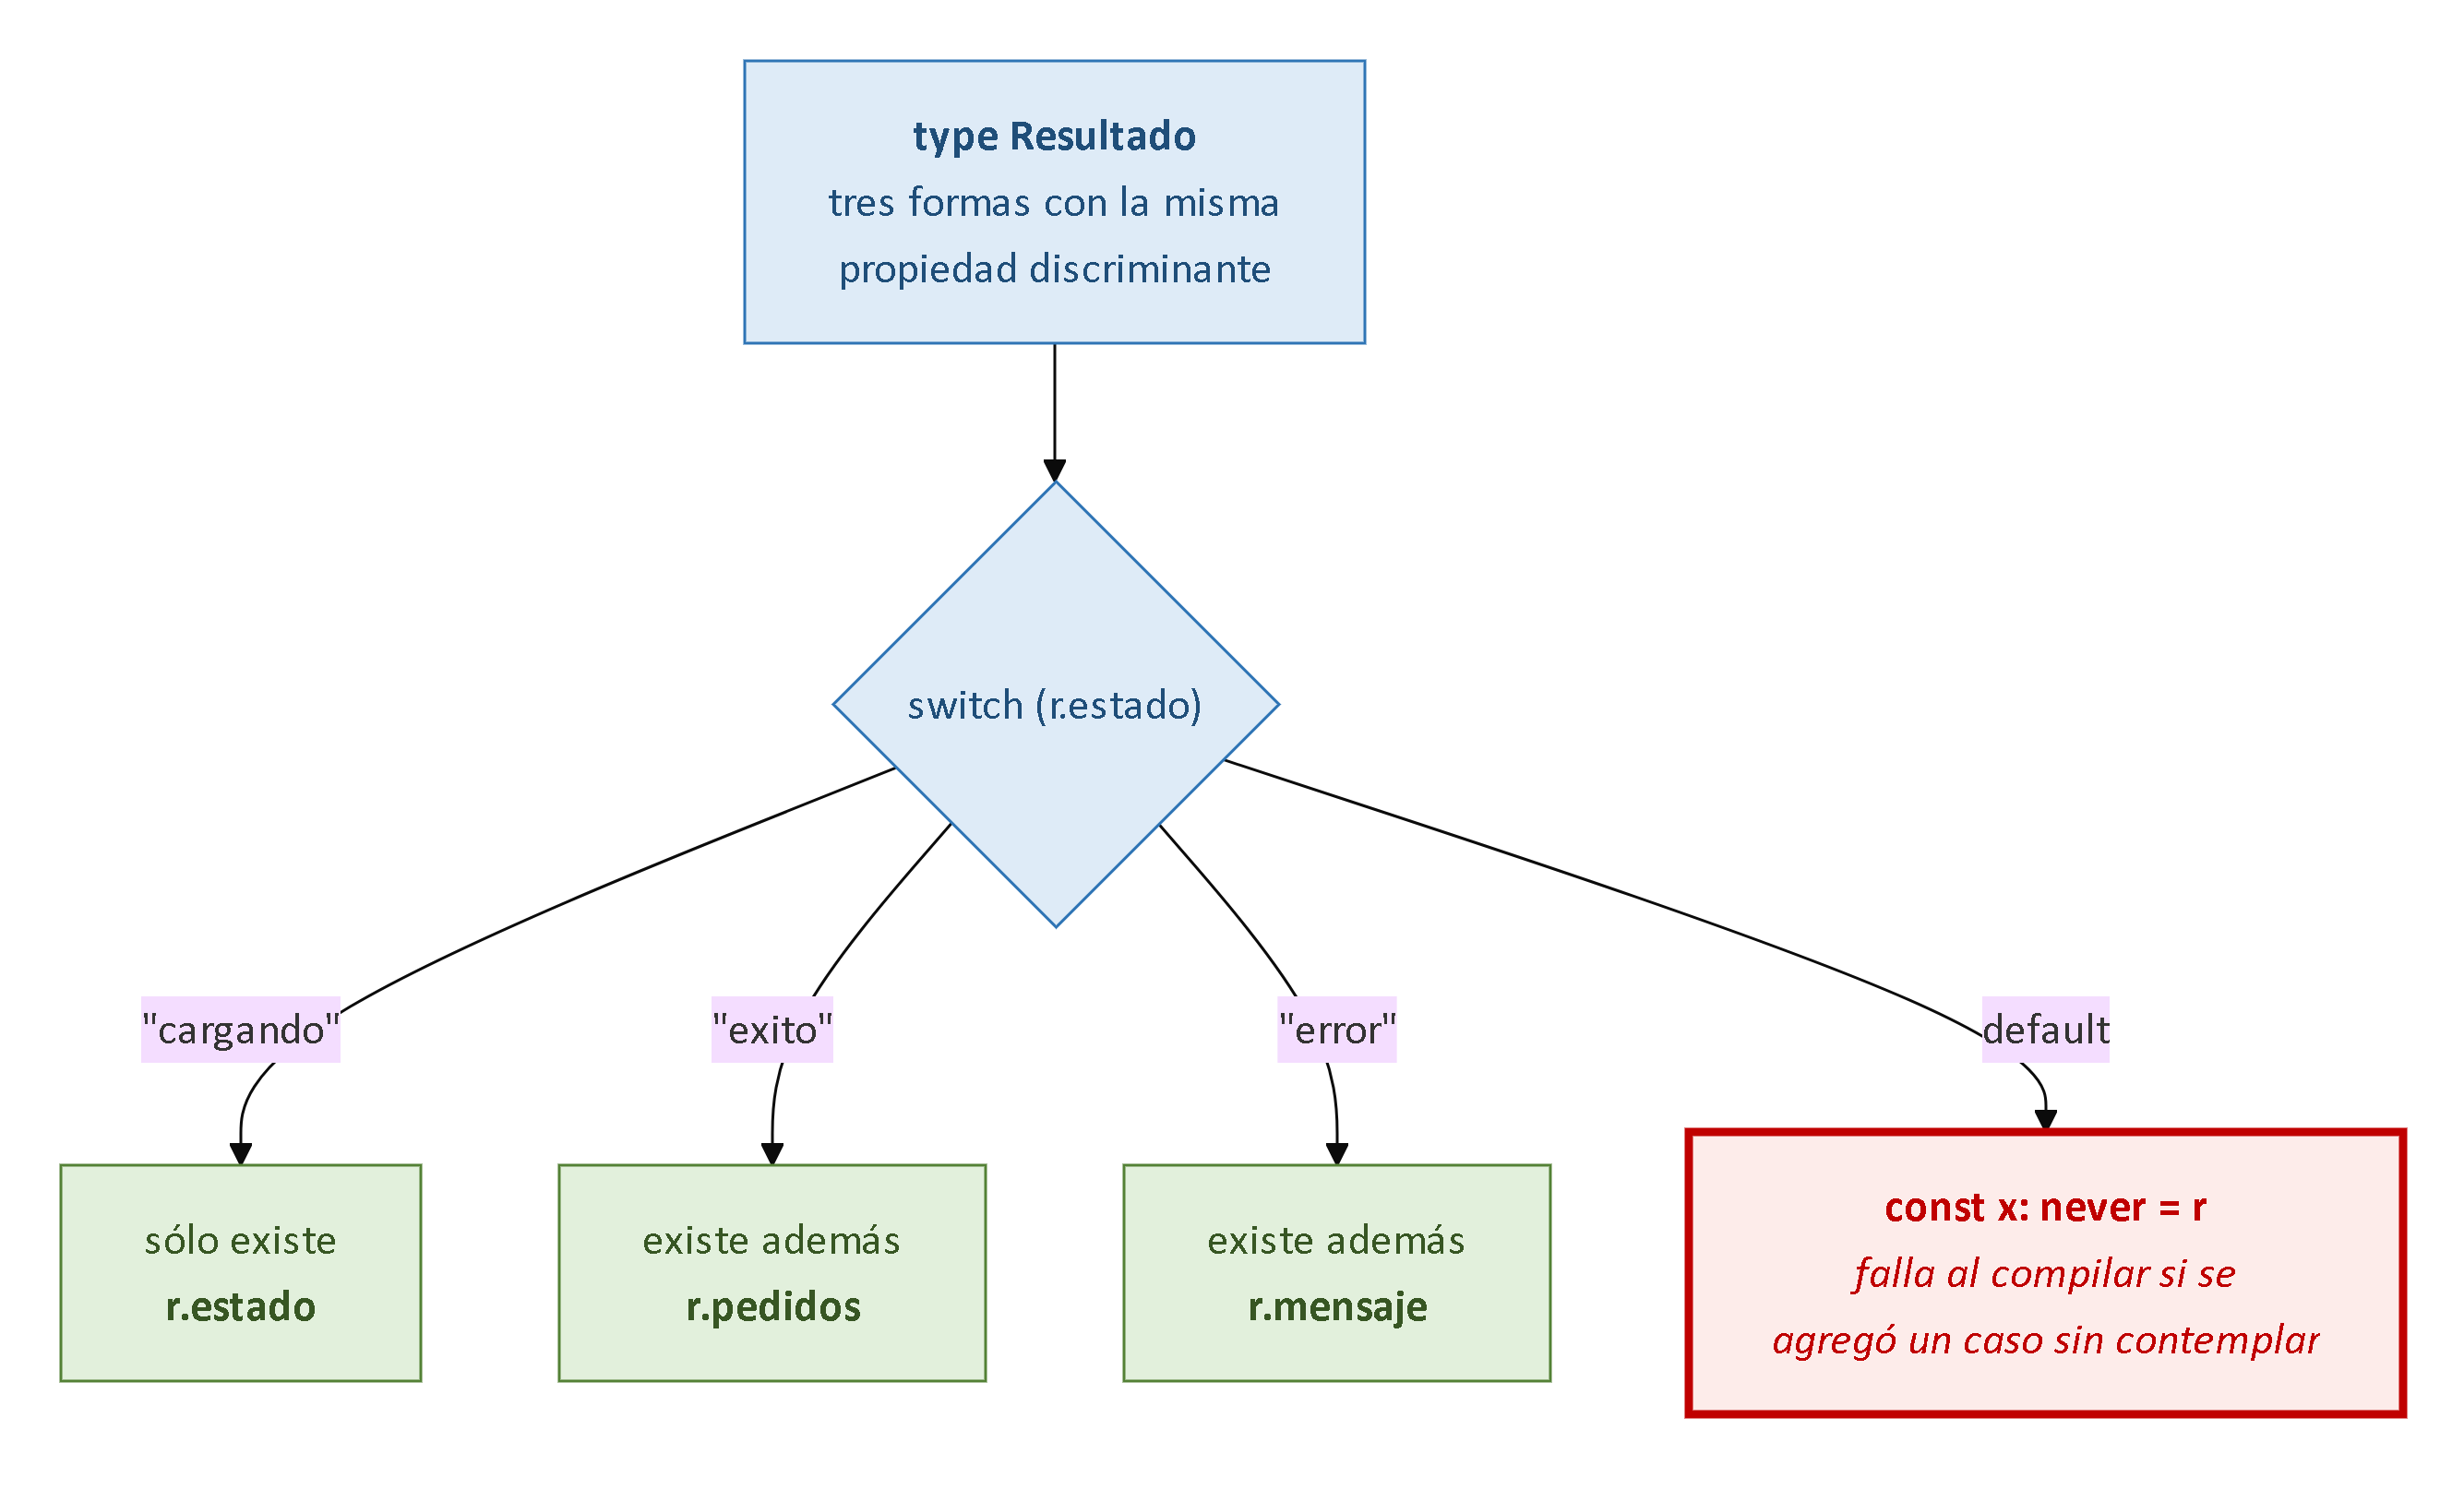 type Resultado
tres formas con la misma
propiedad discriminante
switch (r.estado)
"cargando"
"exito"
"error"
default
sólo existe
r.estado
existe además
r.pedidos
existe además
r.mensaje
const x: never = r
falla al compilar si se
agregó un caso sin contemplar